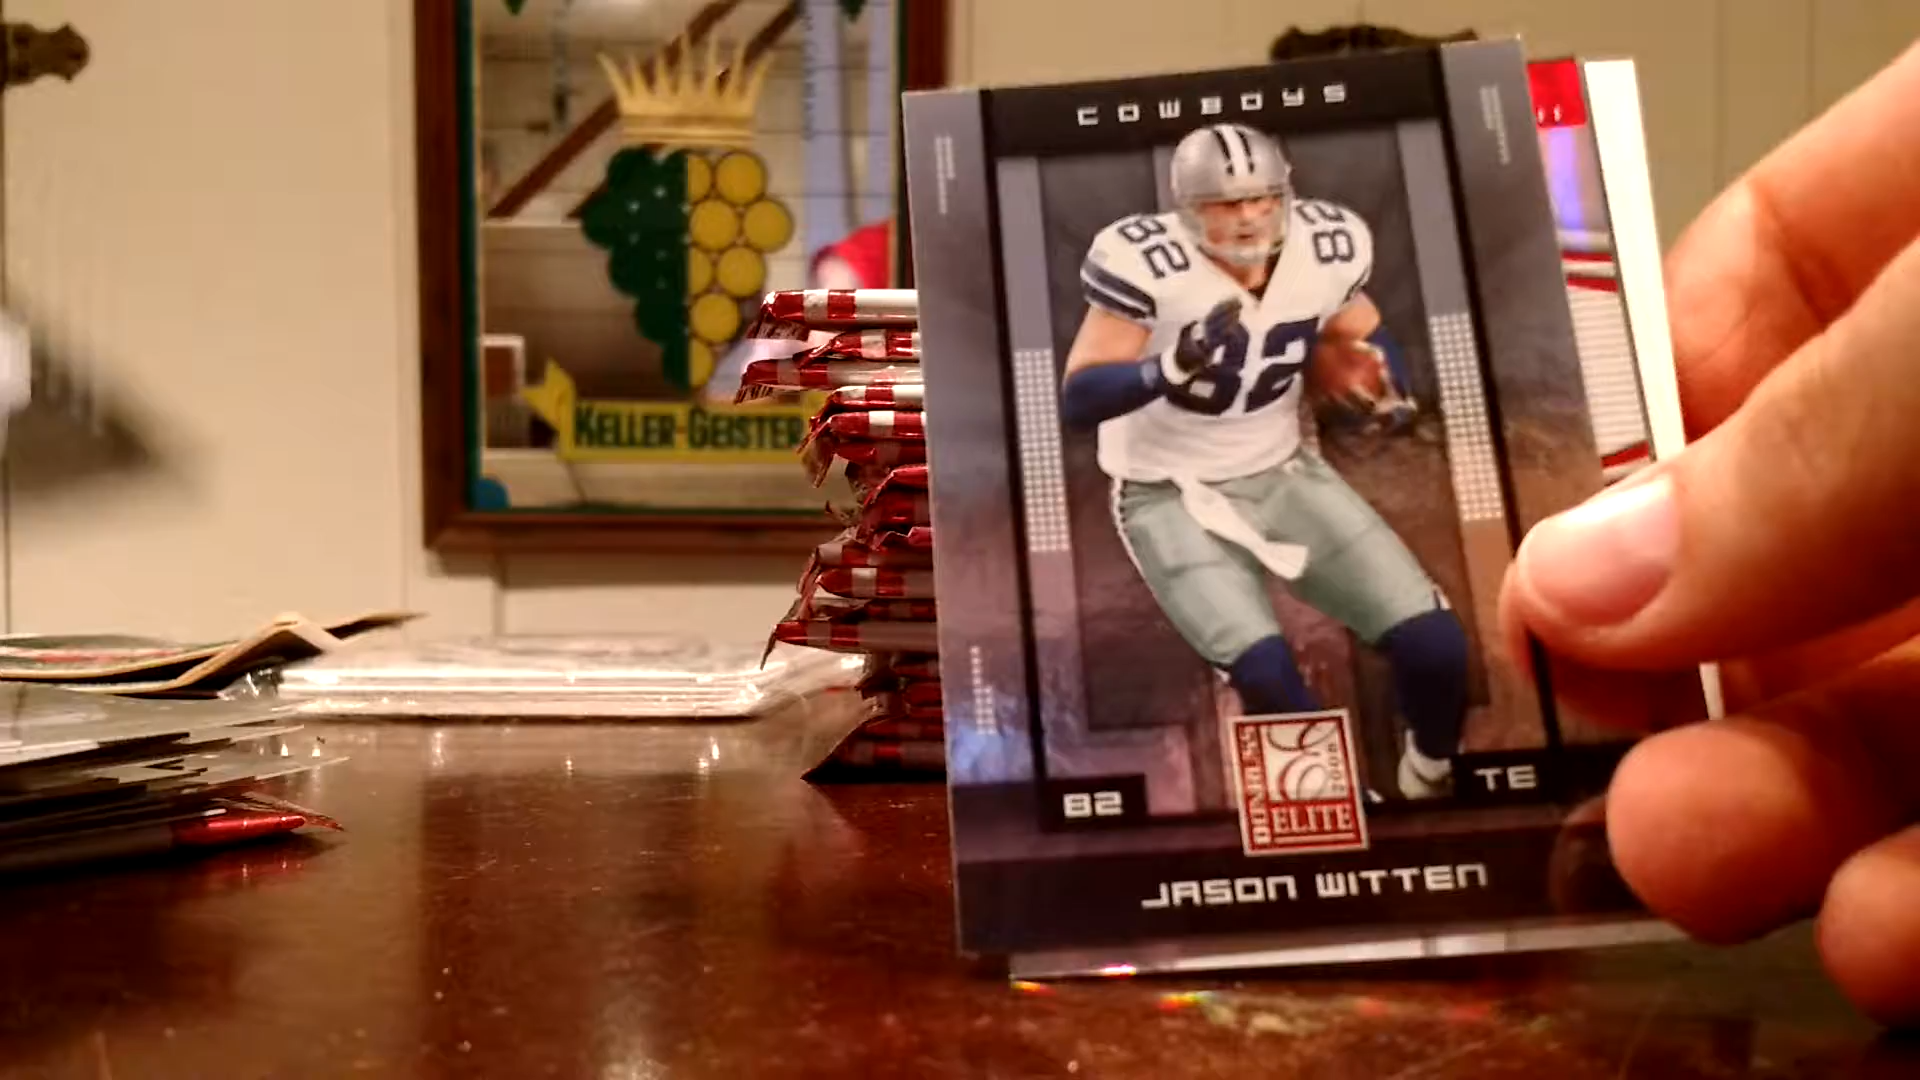 COWBOYS
82
82
82
KELLER-GEISTER
82
TE
DONRUSS
2008
ELITE
JASON WITTEN